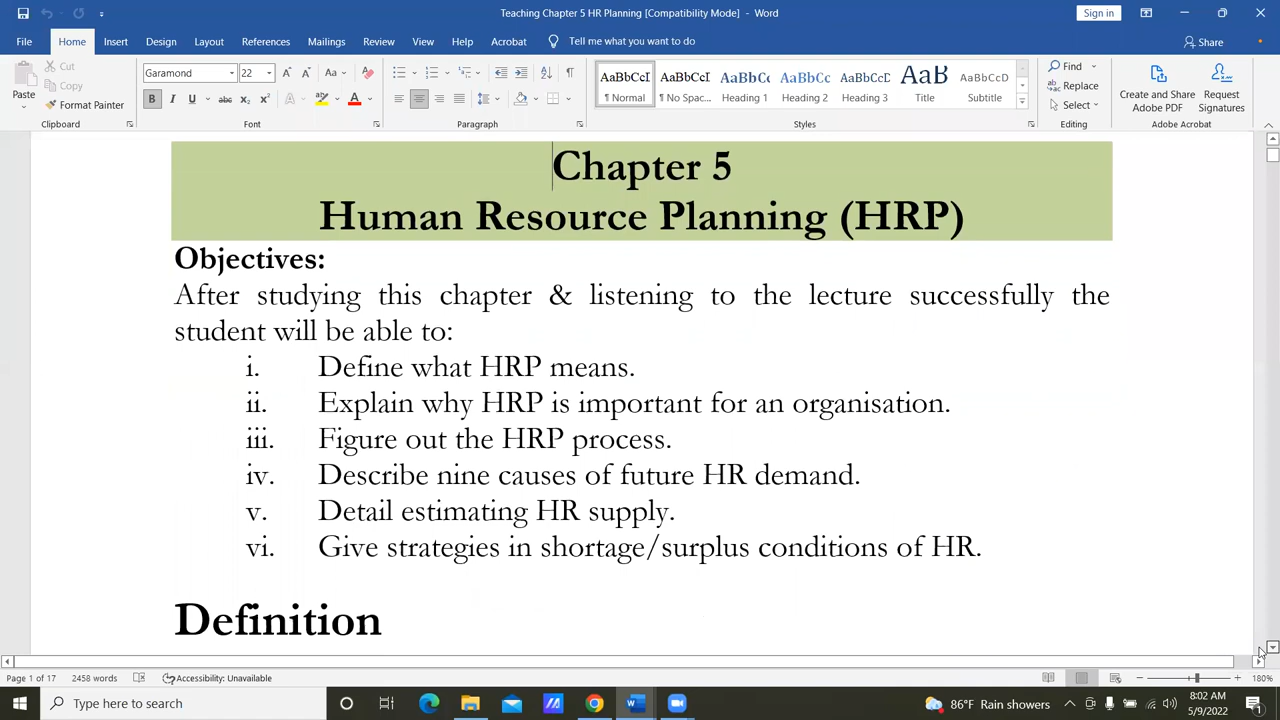 Teaching Chapter 5 HR Planning [Compatibility Mode] - Word
Sign in
File Home Insert Design Layout References Mailings Review View Help Acrobat Tell me what you want to do Share
Paste
Cut
Copy
Format Painter
Clipboard
Garamond 22
Font
Paragraph
AaBbCcI AaBbCcI AaBbCc AaBbCc AaBbCcI AaB AaBbCcD
¶ Normal ¶ No Spac... Heading 1 Heading 2 Heading 3 Title Subtitle
Styles
Find
Replace
Select
Editing
Create and Share
Adobe PDF
Request
Signatures
Adobe Acrobat
Chapter 5
Human Resource Planning (HRP)
Objectives:
After studying this chapter & listening to the lecture successfully the
student will be able to:
i. Define what HRP means.
ii. Explain why HRP is important for an organisation.
iii. Figure out the HRP process.
iv. Describe nine causes of future HR demand.
v. Detail estimating HR supply.
vi. Give strategies in shortage/surplus conditions of HR.
Definition
Page 1 of 17 2458 words Accessibility: Unavailable 180%
Type here to search
86°F Rain showers
8:02 AM
5/9/2022